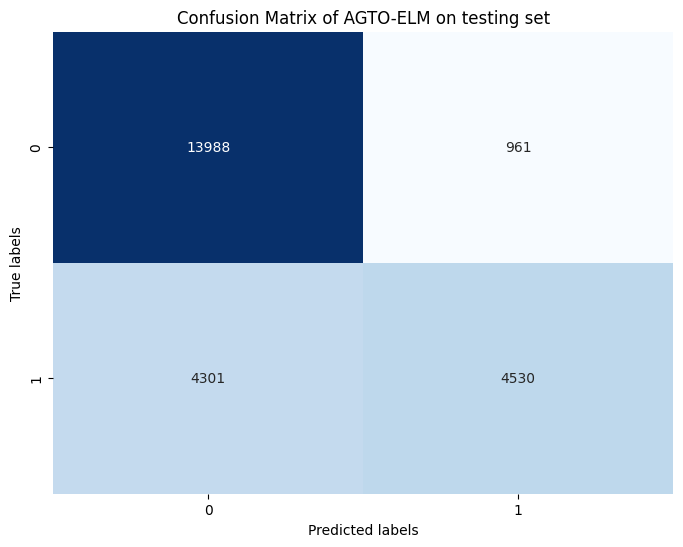 Confusion Matrix of AGTO-ELM on testing set
True labels
0
13988
961
1
4301
4530
0
1
Predicted labels